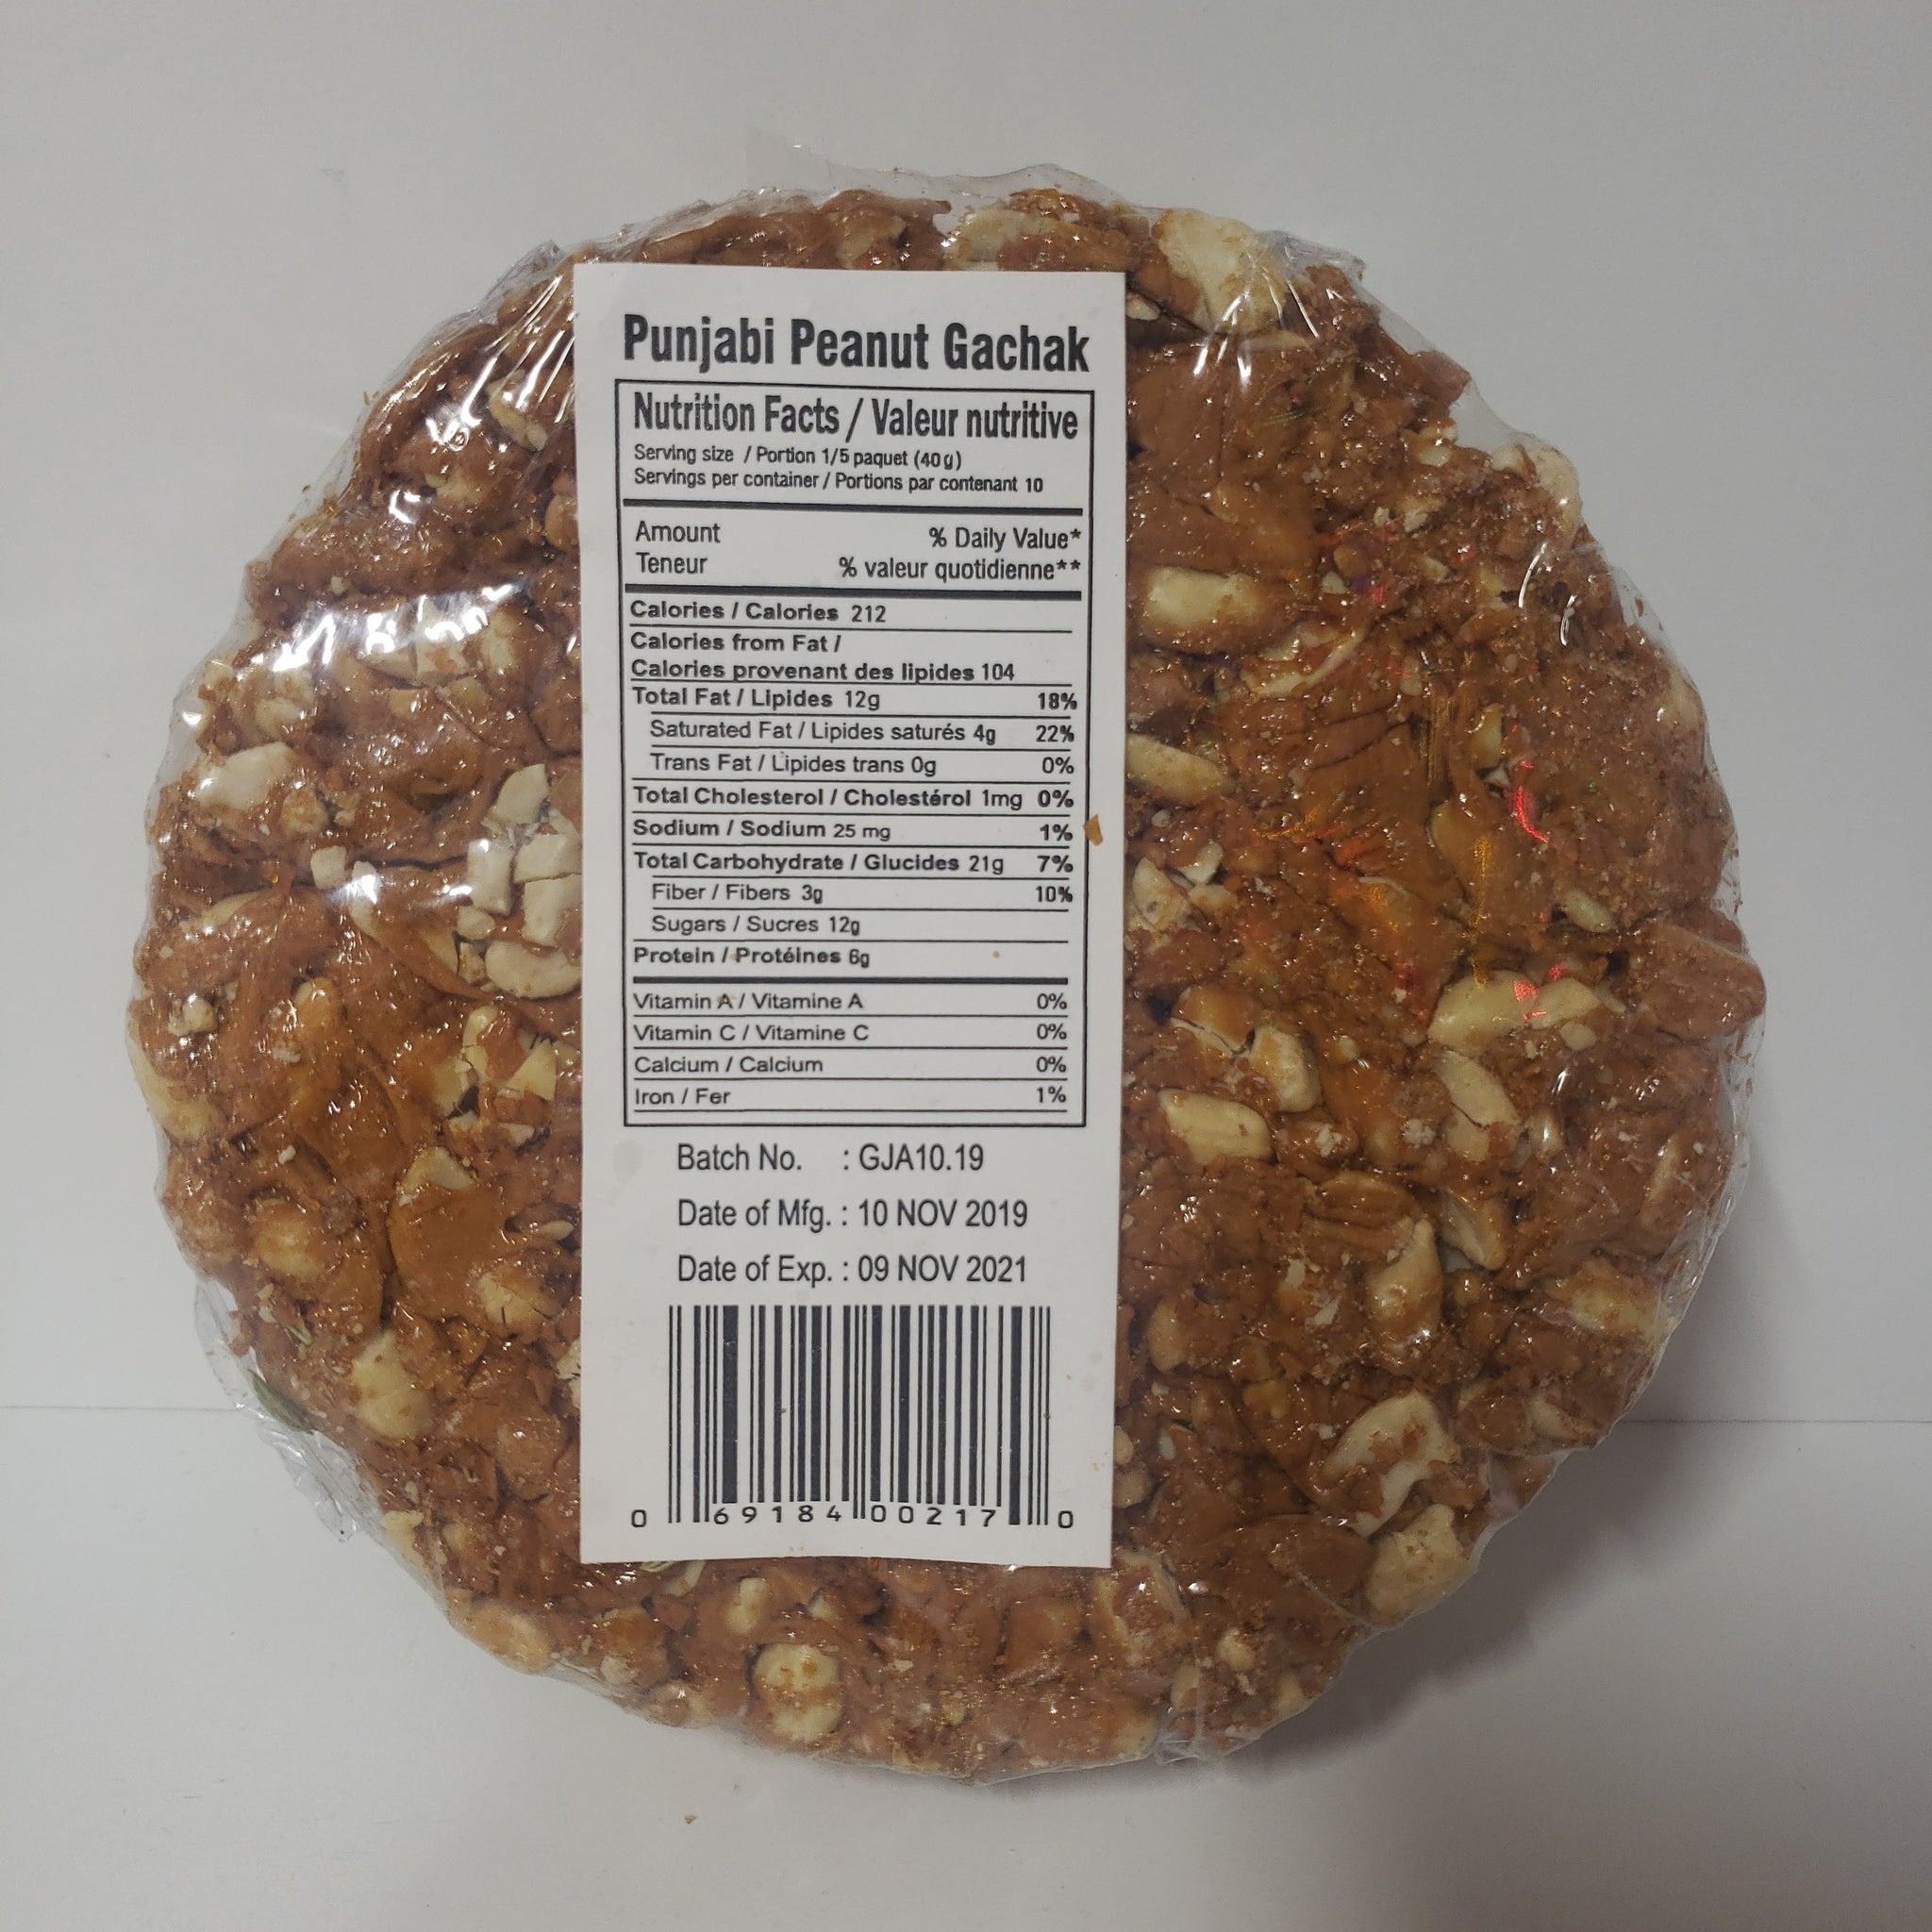 Punjabi Peanut Gachak
Nutrition Facts / Valeur nutritive
Serving size / Portion 1/5 paquet (40 g)
Servings per container / Portions par contenant 10
Amount % Daily Value*
Teneur % valeur quotidienne**
Calories / Calories 212
Calories from Fat /
Calories provenant des lipides 104
Total Fat / Lipides 12g 18%
Saturated Fat / Lipides saturés 4g 22%
Trans Fat / Lipides trans 0g 0%
Total Cholesterol / Cholestérol 1mg 0%
Sodium / Sodium 25 mg 1%
Total Carbohydrate / Glucides 21g 7%
Fiber / Fibers 3g 10%
Sugars / Sucres 12g
Protein / Protéines 6g
Vitamin A / Vitamine A 0%
Vitamin C / Vitamine C 0%
Calcium / Calcium 0%
Iron / Fer 1%
Batch No. : GJA10.19
Date of Mfg. : 10 NOV 2019
Date of Exp. : 09 NOV 2021
0 69184 00217 0